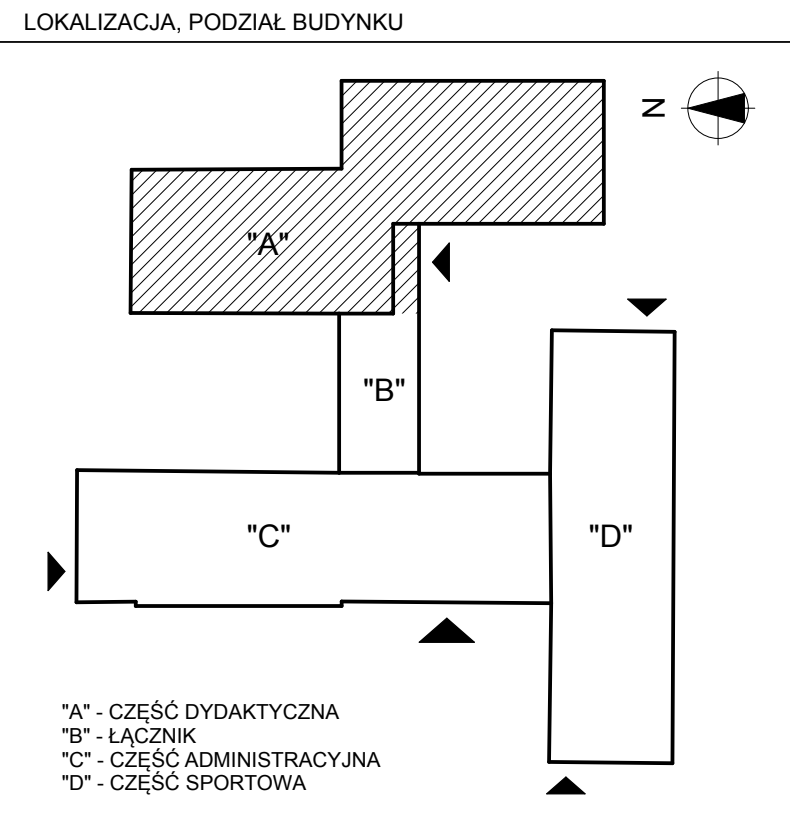 LOKALIZACJA, PODZIAŁ BUDYNKU
N
"A"
"B"
"C"
"D"
"A" - CZĘŚĆ DYDAKTYCZNA
"B" - ŁĄCZNIK
"C" - CZĘŚĆ ADMINISTRACYJNA
"D" - CZĘŚĆ SPORTOWA